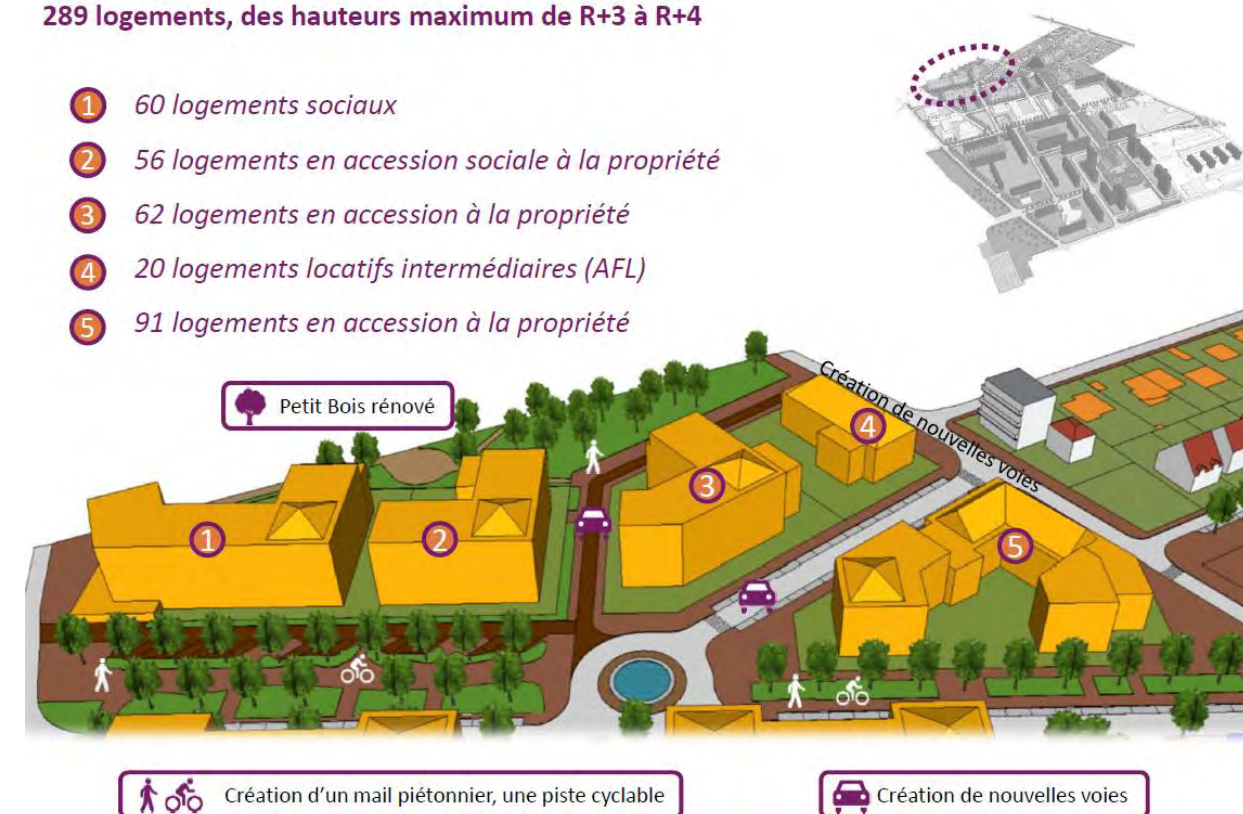 289 logements, des hauteurs maximum de R+3 à R+4
1 60 logements sociaux
2 56 logements en accession sociale à la propriété
3 62 logements en accession à la propriété
4 20 logements locatifs intermédiaires (AFL)
5 91 logements en accession à la propriété
Petit Bois rénové
Création de nouvelles voies
4
3
1
2
5
Création d’un mail piétonnier, une piste cyclable
Création de nouvelles voies